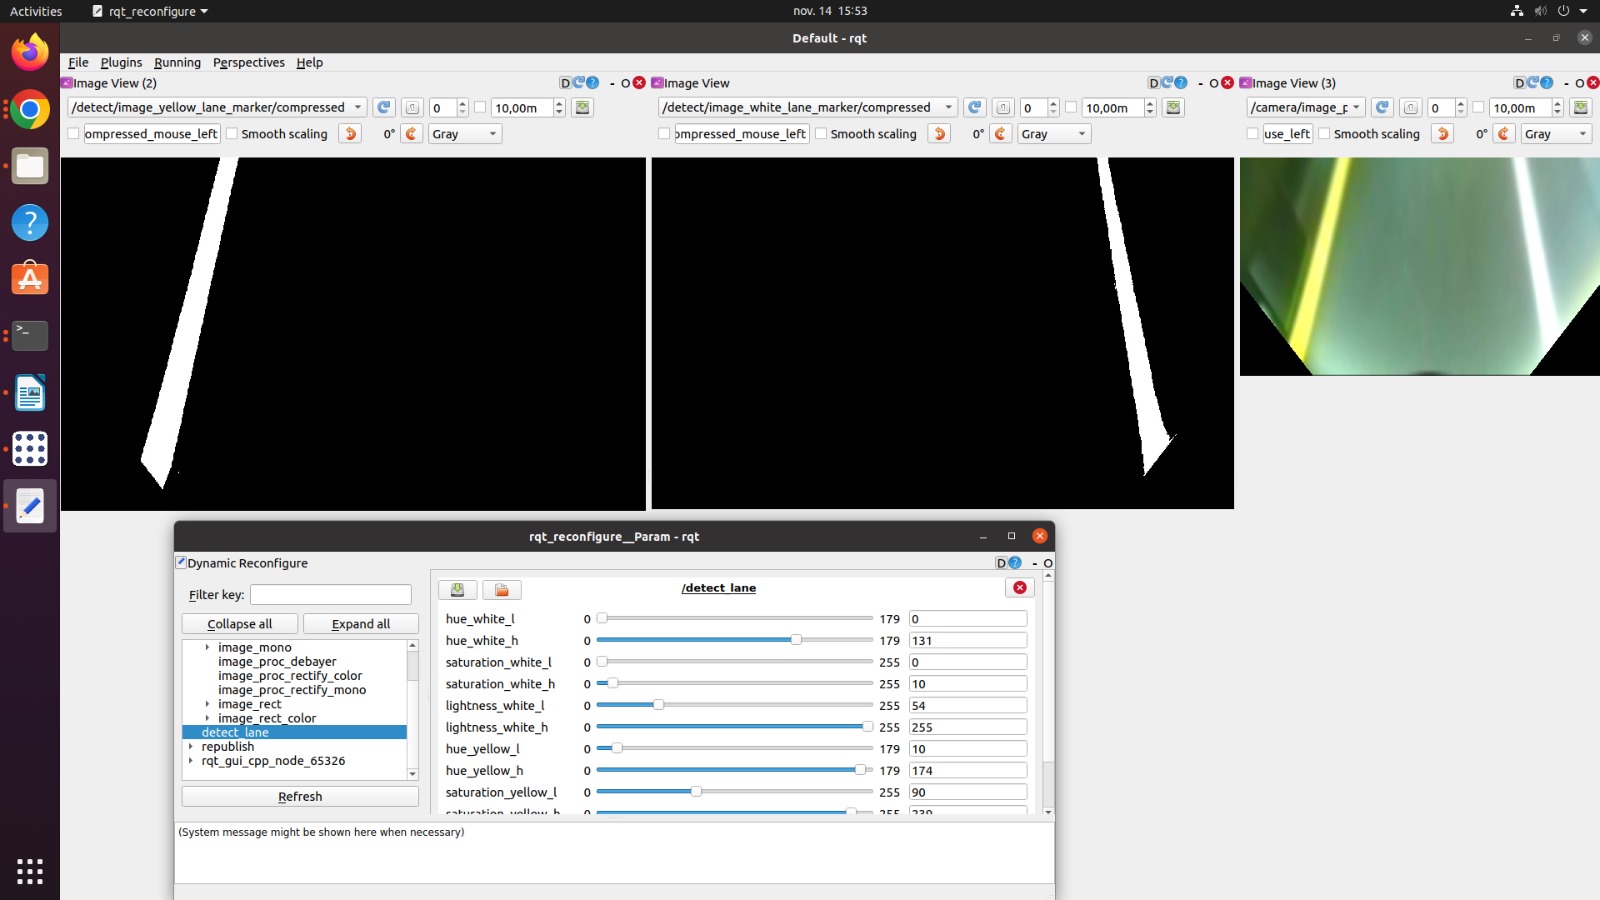 Activities rqt_reconfigure nov. 14 15:53
Default - rqt
File Plugins Running Perspectives Help
Image View (2) D ? - O Image View D ? - O Image View (3) D ? - O
/detect/image_yellow_lane_marker/compressed 0 10,00m /detect/image_white_lane_marker/compressed 0 10,00m /camera/image_p 0 10,00m
ompressed_mouse_left Smooth scaling 0° Gray ompressed_mouse_left Smooth scaling 0° Gray use_left Smooth scaling 0° Gray
rqt_reconfigure__Param - rqt
Dynamic Reconfigure D ? - O
Filter key:
Collapse all Expand all
image_mono
image_proc_debayer
image_proc_rectify_color
image_proc_rectify_mono
image_rect
image_rect_color
detect_lane
republish
rqt_gui_cpp_node_65326
Refresh
/detect_lane
hue_white_l 0 179 0
hue_white_h 0 179 131
saturation_white_l 0 255 0
saturation_white_h 0 255 10
lightness_white_l 0 255 54
lightness_white_h 0 255 255
hue_yellow_l 0 179 10
hue_yellow_h 0 179 174
saturation_yellow_l 0 255 90
saturation_yellow_h 0 255 239
(System message might be shown here when necessary)